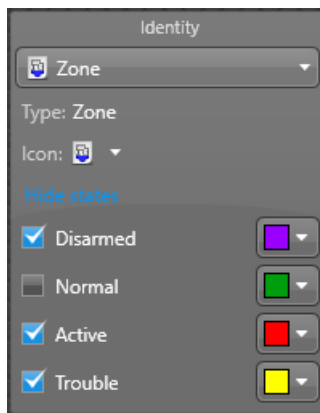 Identity
Zone
Type: Zone
Icon:
Hide states
Disarmed
Normal
Active
Trouble